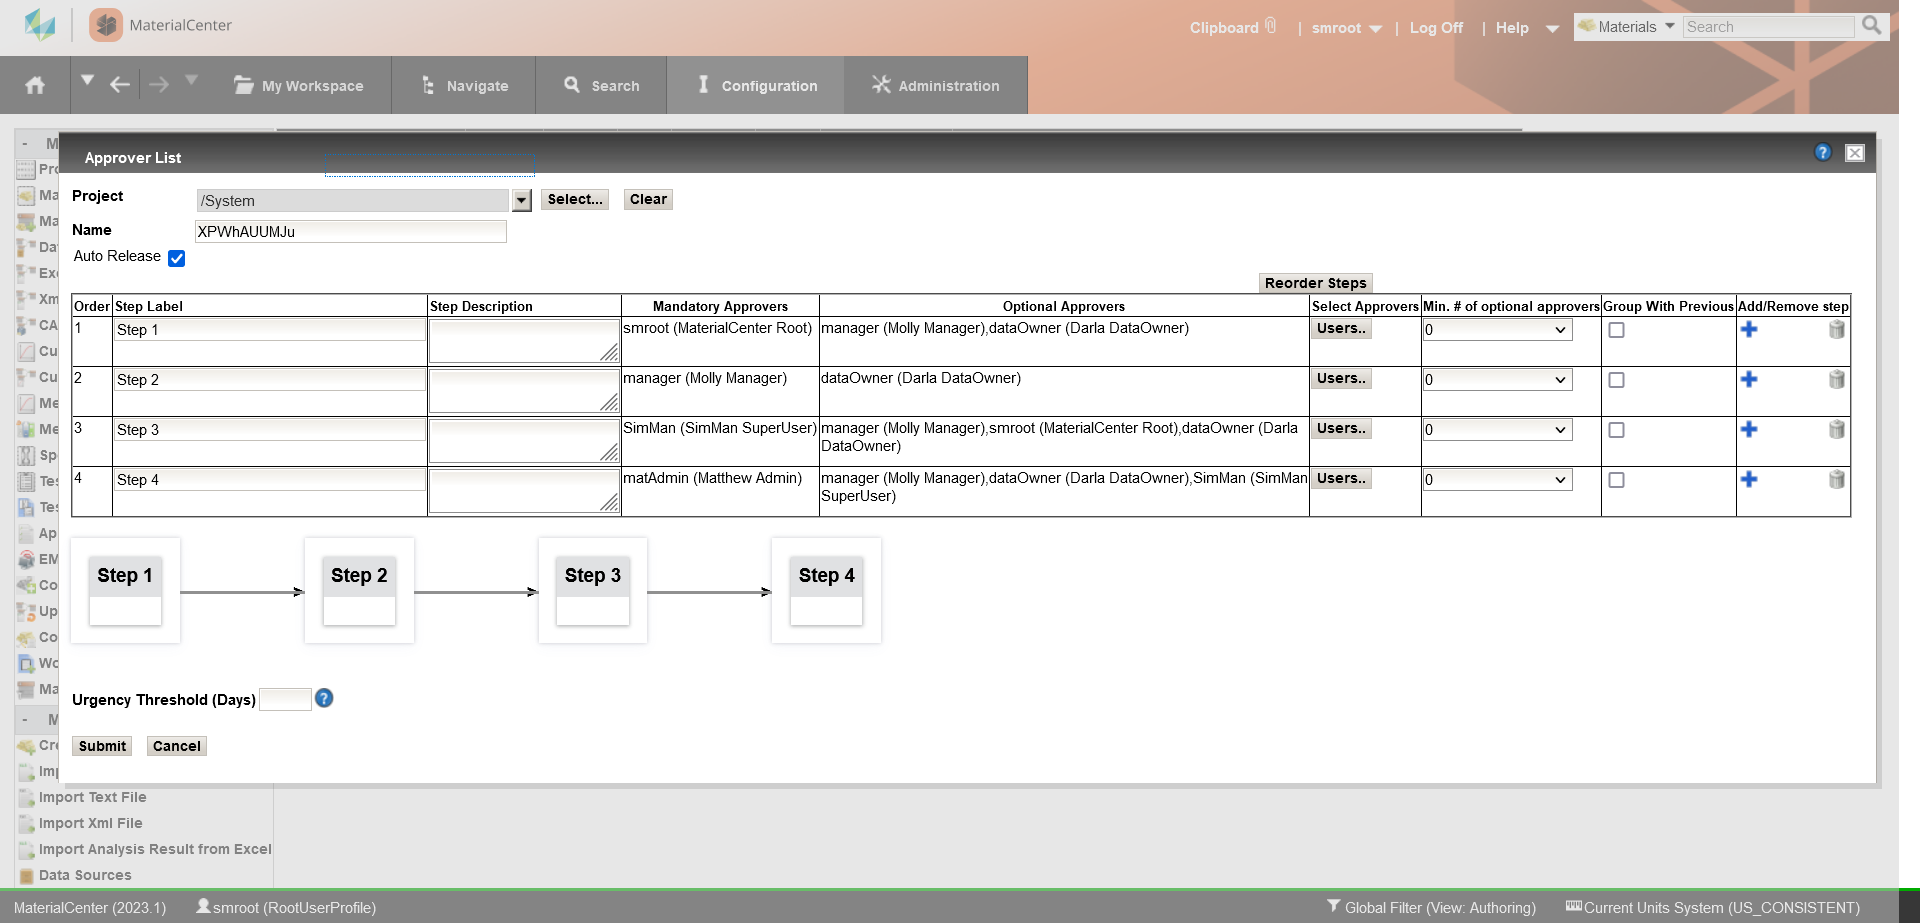 MaterialCenter
Clipboard | smroot | Log Off | Help Materials Search
My Workspace Navigate Search Configuration Administration
- M
Approver List
Pro
Project /System Select... Clear
Ma
Ma
Name XPWhAUUMJu
Da
Auto Release
Exc
Reorder Steps
Xm
Order Step Label Step Description Mandatory Approvers Optional Approvers Select Approvers Min. # of optional approvers Group With Previous Add/Remove step
CA
1 Step 1 smroot (MaterialCenter Root) manager (Molly Manager),dataOwner (Darla DataOwner) Users.. 0
Cu
Cu
2 Step 2 manager (Molly Manager) dataOwner (Darla DataOwner) Users.. 0
Me
Me
3 Step 3 SimMan (SimMan SuperUser) manager (Molly Manager),smroot (MaterialCenter Root),dataOwner (Darla Users.. 0
DataOwner)
Spe
Tes
4 Step 4 matAdmin (Matthew Admin) manager (Molly Manager),dataOwner (Darla DataOwner),SimMan (SimMan Users.. 0
SuperUser)
Tes
App
EM
Step 1 Step 2 Step 3 Step 4
Co
Up
Co
Wo
Ma
Urgency Threshold (Days)
- M
Cre
Submit Cancel
Imp
Import Text File
Import Xml File
Import Analysis Result from Excel
Data Sources
MaterialCenter (2023.1) smroot (RootUserProfile) Global Filter (View: Authoring) Current Units System (US_CONSISTENT)